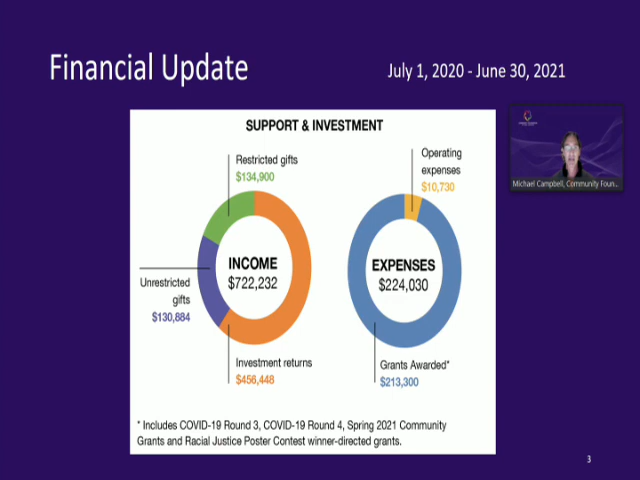 Financial Update
July 1, 2020 - June 30, 2021
SUPPORT & INVESTMENT
Restricted gifts
$134,900
Operating
expenses
$10,730
INCOME
$722,232
EXPENSES
$224,030
Unrestricted
gifts
$130,884
Investment returns
$456,448
Grants Awarded*
$213,300
* Includes COVID-19 Round 3, COVID-19 Round 4, Spring 2021 Community
Grants and Racial Justice Poster Contest winner-directed grants.
Michael Campbell, Community Foun...
3